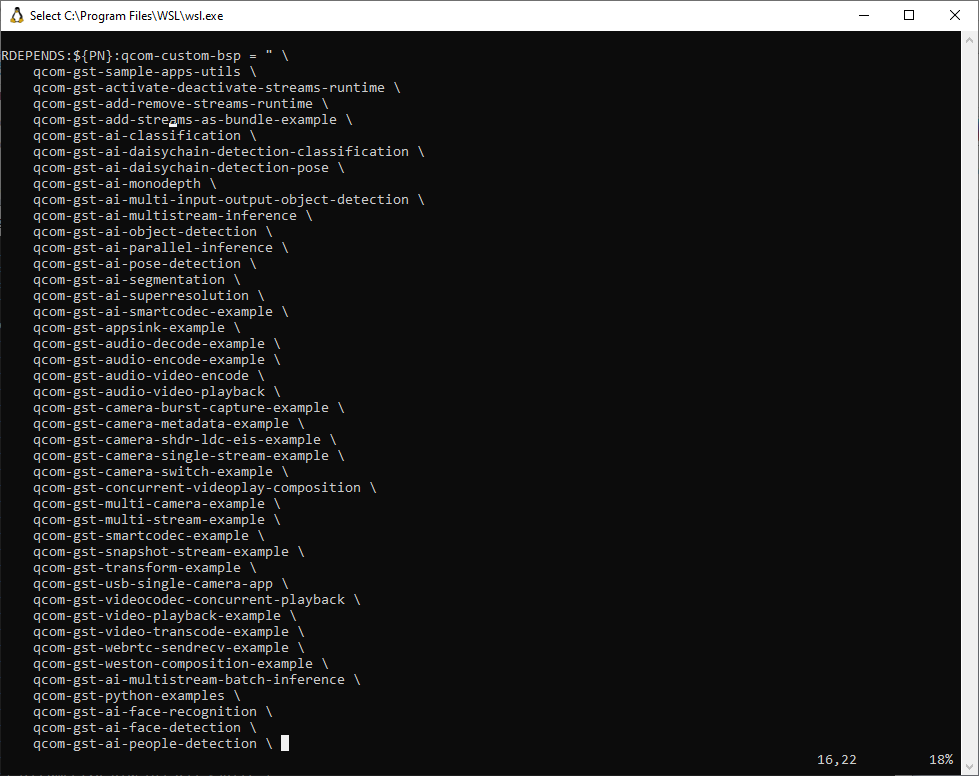 Select C:\Program Files\WSL\wsl.exe
RDEPENDS:${PN}:qcom-custom-bsp = " \
qcom-gst-sample-apps-utils \
qcom-gst-activate-deactivate-streams-runtime \
qcom-gst-add-remove-streams-runtime \
qcom-gst-add-streams-as-bundle-example \
qcom-gst-ai-classification \
qcom-gst-ai-daisychain-detection-classification \
qcom-gst-ai-daisychain-detection-pose \
qcom-gst-ai-monodepth \
qcom-gst-ai-multi-input-output-object-detection \
qcom-gst-ai-multistream-inference \
qcom-gst-ai-object-detection \
qcom-gst-ai-parallel-inference \
qcom-gst-ai-pose-detection \
qcom-gst-ai-segmentation \
qcom-gst-ai-superresolution \
qcom-gst-ai-smartcodec-example \
qcom-gst-appsink-example \
qcom-gst-audio-decode-example \
qcom-gst-audio-encode-example \
qcom-gst-audio-video-encode \
qcom-gst-audio-video-playback \
qcom-gst-camera-burst-capture-example \
qcom-gst-camera-metadata-example \
qcom-gst-camera-shdr-ldc-eis-example \
qcom-gst-camera-single-stream-example \
qcom-gst-camera-switch-example \
qcom-gst-concurrent-videoplay-composition \
qcom-gst-multi-camera-example \
qcom-gst-multi-stream-example \
qcom-gst-smartcodec-example \
qcom-gst-snapshot-stream-example \
qcom-gst-transform-example \
qcom-gst-usb-single-camera-app \
qcom-gst-videocodec-concurrent-playback \
qcom-gst-video-playback-example \
qcom-gst-video-transcode-example \
qcom-gst-webrtc-sendrecv-example \
qcom-gst-weston-composition-example \
qcom-gst-ai-multistream-batch-inference \
qcom-gst-python-examples \
qcom-gst-ai-face-recognition \
qcom-gst-ai-face-detection \
qcom-gst-ai-people-detection \
16,22 18%